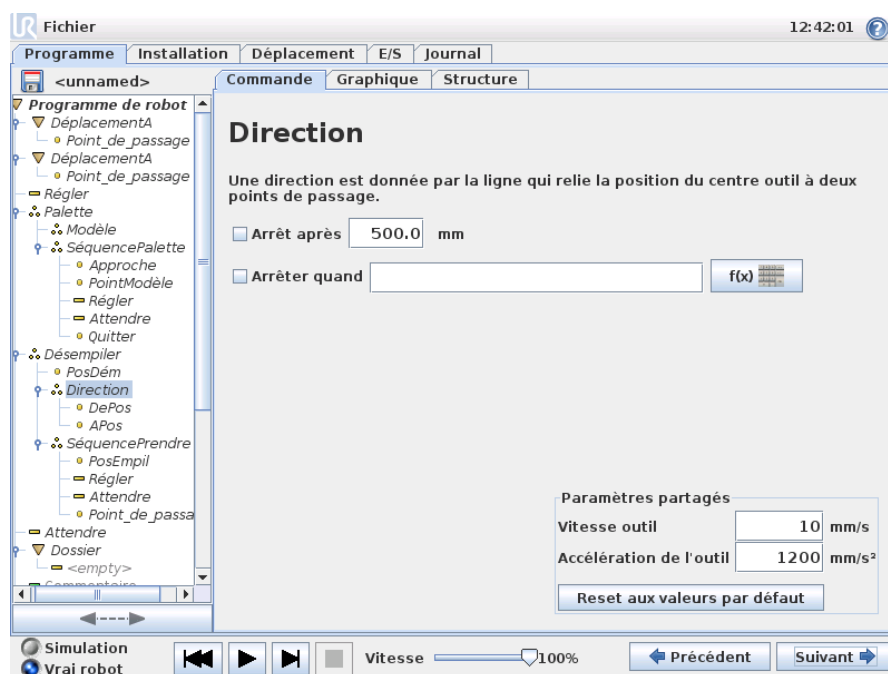 UR Fichier
12:42:01 ?
Programme Installation Déplacement E/S Journal
<unnamed>
Commande Graphique Structure
Programme de robot
DéplacementA
Point_de_passage
DéplacementA
Point_de_passage
Régler
Palette
Modèle
SéquencePalette
Approche
PointModèle
Régler
Attendre
Quitter
Désempiler
PosDém
Direction
DePos
APos
SéquencePrendre
PosEmpil
Régler
Attendre
Point_de_passa
Attendre
Dossier
<empty>
Commentaire
Direction
Une direction est donnée par la ligne qui relie la position du centre outil à deux
points de passage.
Arrêt après 500.0 mm
Arrêter quand f(x)
Paramètres partagés
Vitesse outil 10 mm/s
Accélération de l'outil 1200 mm/s²
Reset aux valeurs par défaut
Simulation
Vrai robot
Vitesse 100%
Précédent
Suivant